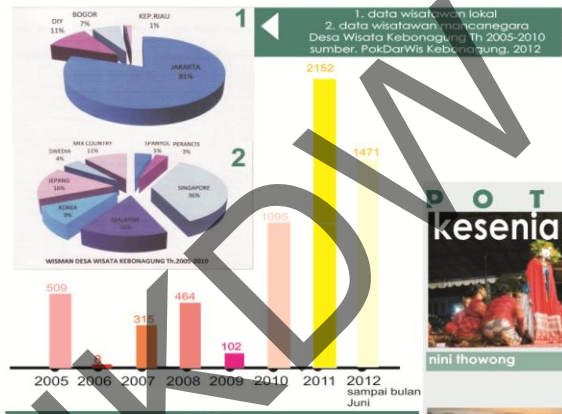 1
BOGOR
7%
KEP.RIAU
1%
DIY
11%
JAKARTA
81%
1. data wisatawan lokal
2. data wisatawan mancanegara
Desa Wisata Kebonagung Th 2005-2010
sumber. PokDarWis Kebonagung, 2012
2
MIX COUNTRY
11%
SPANYOL
5%
PERANCIS
3%
SWEDIA
4%
JEPANG
16%
SINGAPORE
36%
KOREA
9%
MALAYSIA
WISMAN DESA WISATA KEBONAGUNG Th.2005-2010
509
315
464
102
1095
2152
1471
2005 2006 2007 2008 2009 2010 2011 2012
sampai bulan
Juni
P O T
kesenia
nini thowong
UKDW